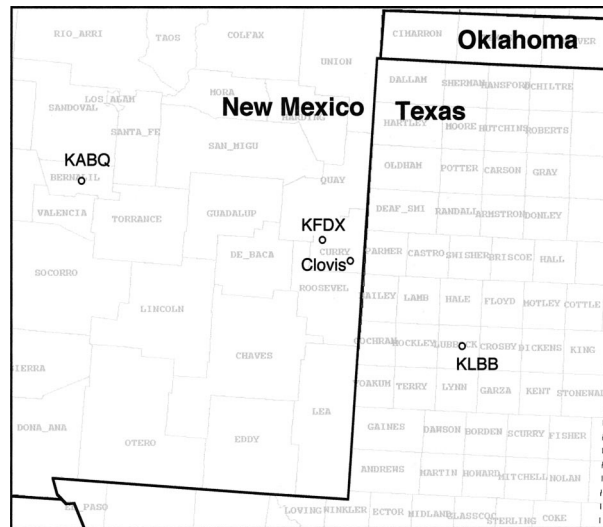 RIO_ARRI
TAOS
COLFAX
UNION
CIMARRON
Oklahoma
DALLAM
SHERMAN
HANSFORD
OCHILTRE
LOS_ALAM
SANDOVAL
MORA
HARDING
New Mexico
Texas
SANTA_FE
SAN_MIGU
HARTLEY
MOORE
HUTCHINS
ROBERTS
KABQ
BERNALIL
QUAY
OLDHAM
POTTER
CARSON
GRAY
VALENCIA
TORRANCE
GUADALUP
DEAF_SMI
RANDALL
ARMSTRON
DONLEY
KFDX
CURRY
DE_BACA
Clovis
PARMER
CASTRO
SWISHER
BRISCOE
HALL
SOCORRO
ROOSEVEL
LINCOLN
BAILEY
LAMB
HALE
FLOYD
MOTLEY
COTTLE
CHAVES
COCHRAN
HOCKLEY
LUBBOCK
CROSBY
DICKENS
KING
KLBB
SIERRA
YOAKUM
TERRY
LYNN
GARZA
KENT
STONEWAL
LEA
DONA_ANA
OTERO
EDDY
GAINES
DAWSON
BORDEN
SCURRY
FISHER
ANDREWS
MARTIN
HOWARD
MITCHELL
NOLAN
EL_PASO
LOVING
WINKLER
ECTOR
MIDLAND
GLASSCOC
STERLING
COKE